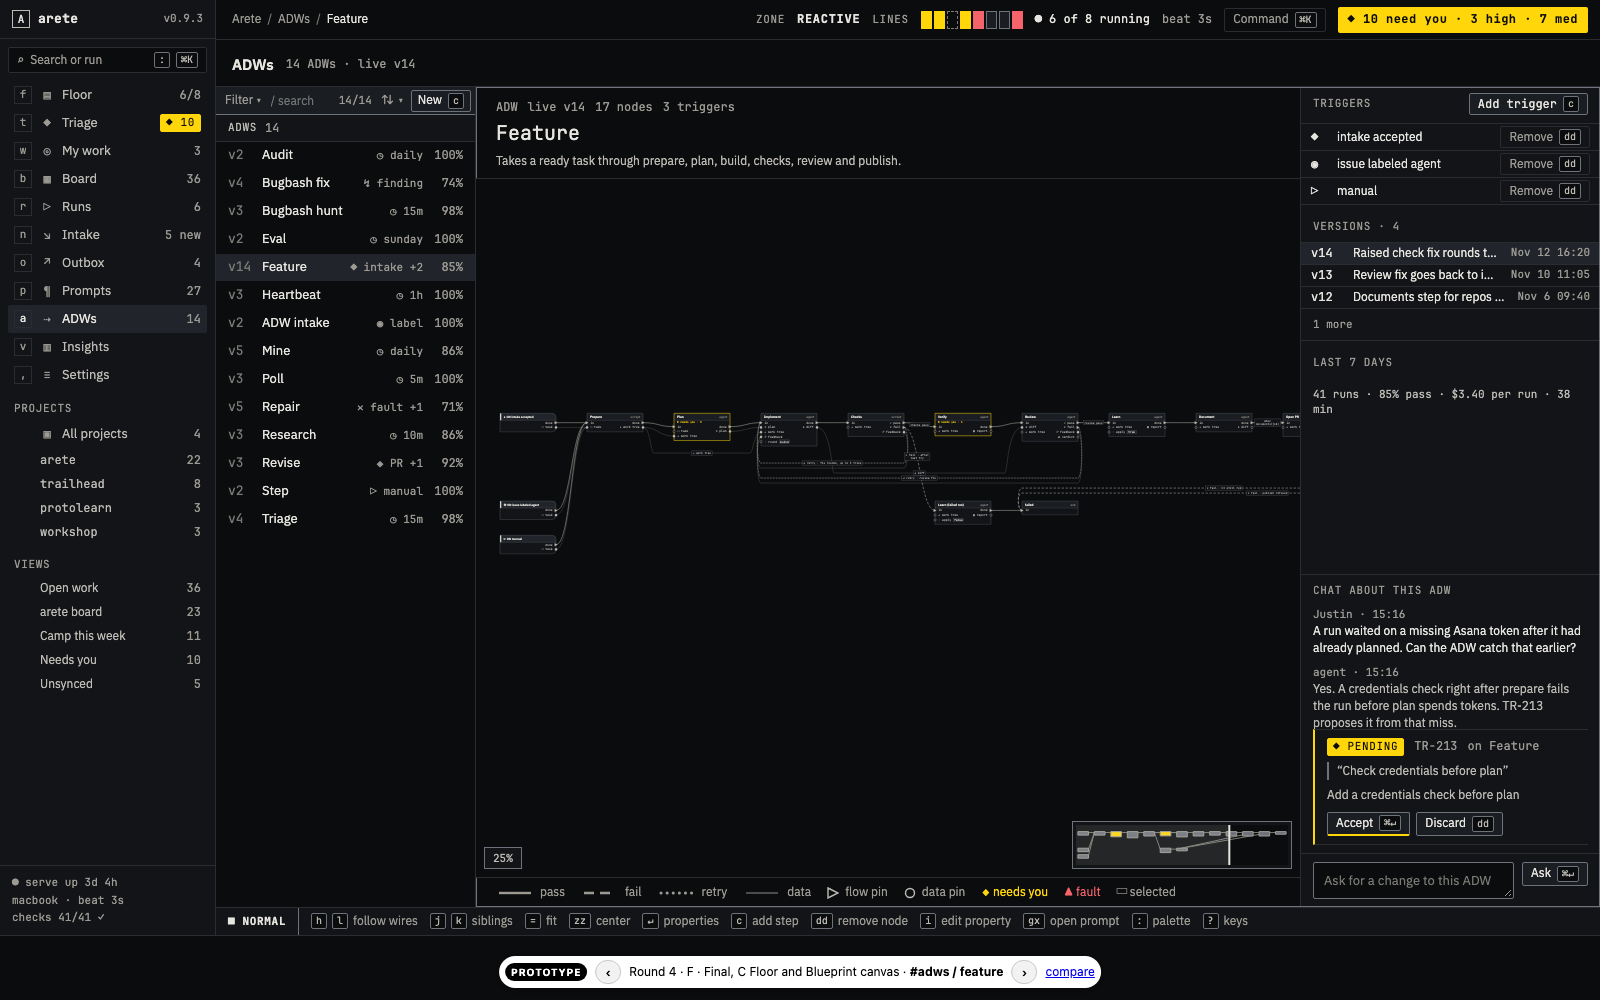 A arete v0.9.3
Search or run : ⌘K
f Floor 6/8
t Triage 10
w My work 3
b Board 36
r Runs 6
n Intake 5 new
o Outbox 4
p Prompts 27
a ADWs 14
v Insights
, Settings
PROJECTS
All projects 4
arete 22
trailhead 8
protolearn 3
workshop 3
VIEWS
Open work 36
arete board 23
Camp this week 11
Needs you 10
Unsynced 5
serve up 3d 4h
macbook · beat 3s
checks 41/41 ✓
Arete / ADWs / Feature
ZONE REACTIVE LINES 6 of 8 running beat 3s Command ⌘K ◆ 10 need you · 3 high · 7 med
ADWs 14 ADWs · live v14
Filter / search 14/14 New c
ADWS 14
v2 Audit daily 100%
v4 Bugbash fix finding 74%
v3 Bugbash hunt 15m 98%
v2 Eval sunday 100%
v14 Feature ◆ intake +2 85%
v3 Heartbeat 1h 100%
v2 ADW intake label 100%
v5 Mine daily 86%
v3 Poll 5m 100%
v5 Repair × fault +1 71%
v3 Research 10m 86%
v3 Revise ◆ PR +1 92%
v2 Step ▷ manual 100%
v4 Triage 15m 98%
ADW live v14 17 nodes 3 triggers
Feature
Takes a ready task through prepare, plan, build, checks, review and publish.
Prepare
Plan
Implement
Checks
Verify
Review
Learn
Document
25%
pass fail retry data flow pin data pin needs you fault selected
TRIGGERS Add trigger c
intake accepted Remove dd
issue labeled agent Remove dd
manual Remove dd
VERSIONS · 4
v14 Raised check fix rounds t... Nov 12 16:20
v13 Review fix goes back to i... Nov 10 11:05
v12 Documents step for repos ... Nov 6 09:40
1 more
LAST 7 DAYS
41 runs · 85% pass · $3.40 per run · 38
min
CHAT ABOUT THIS ADW
Justin · 15:16
A run waited on a missing Asana token after it had
already planned. Can the ADW catch that earlier?
agent · 15:16
Yes. A credentials check right after prepare fails
the run before plan spends tokens. TR-213
proposes it from that miss.
◆ PENDING TR-213 on Feature
“Check credentials before plan”
Add a credentials check before plan
Accept ⌘↵ Discard dd
Ask for a change to this ADW Ask ⌘↵
NORMAL h l follow wires j k siblings = fit zz center ↵ properties c add step dd remove node i edit property gx open prompt : palette ? keys
PROTOTYPE ‹ Round 4 · F · Final, C Floor and Blueprint canvas · #adws / feature › compare